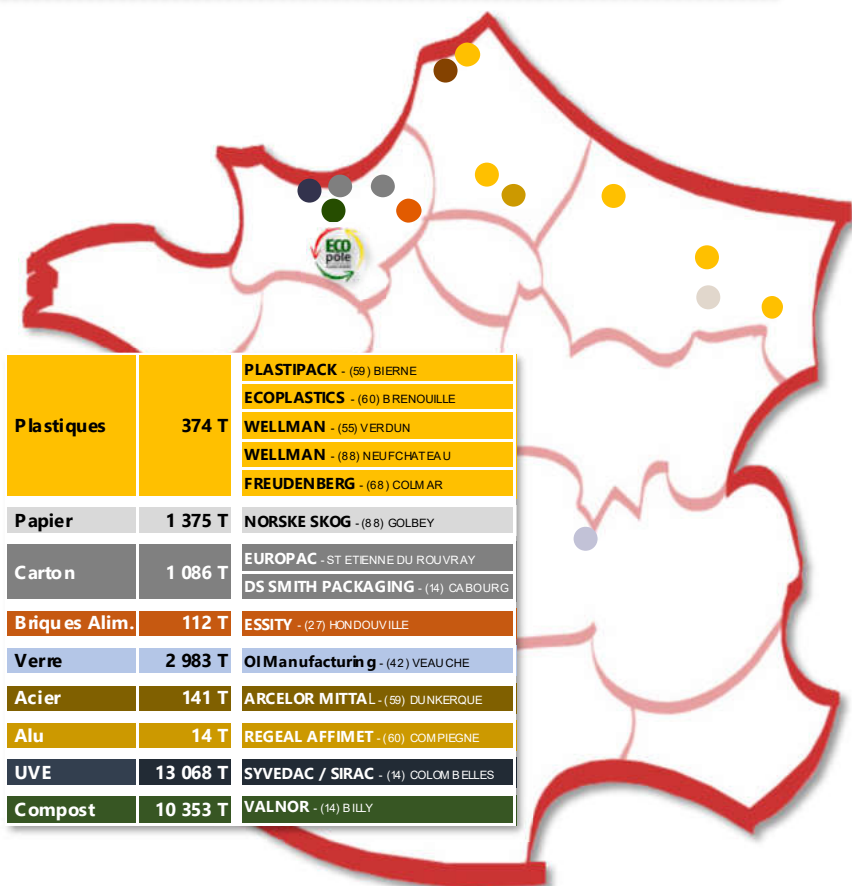 ECO
pôle
Plastiques 374 T
PLASTIPACK - (59) BIERNE
ECOPLASTICS - (60) BRENOUILLE
WELLMAN - (55) VERDUN
WELLMAN - (88) NEUFCHATEAU
FREUDENBERG - (68) COLMAR
Papier 1 375 T NORSKE SKOG - (88) GOLBEY
Carton 1 086 T
EUROPAC - ST ETIENNE DU ROUVRAY
DS SMITH PACKAGING - (14) CABOURG
Briques Alim. 112 T ESSITY - (27) HONDOUVILLE
Verre 2 983 T OI Manufacturing - (42) VEAUCHE
Acier 141 T ARCELOR MITTAL - (59) DUNKERQUE
Alu 14 T REGEAL AFFIMET - (60) COMPIEGNE
UVE 13 068 T SYVEDAC / SIRAC - (14) COLOMBELLES
Compost 10 353 T VALNOR - (14) BILLY